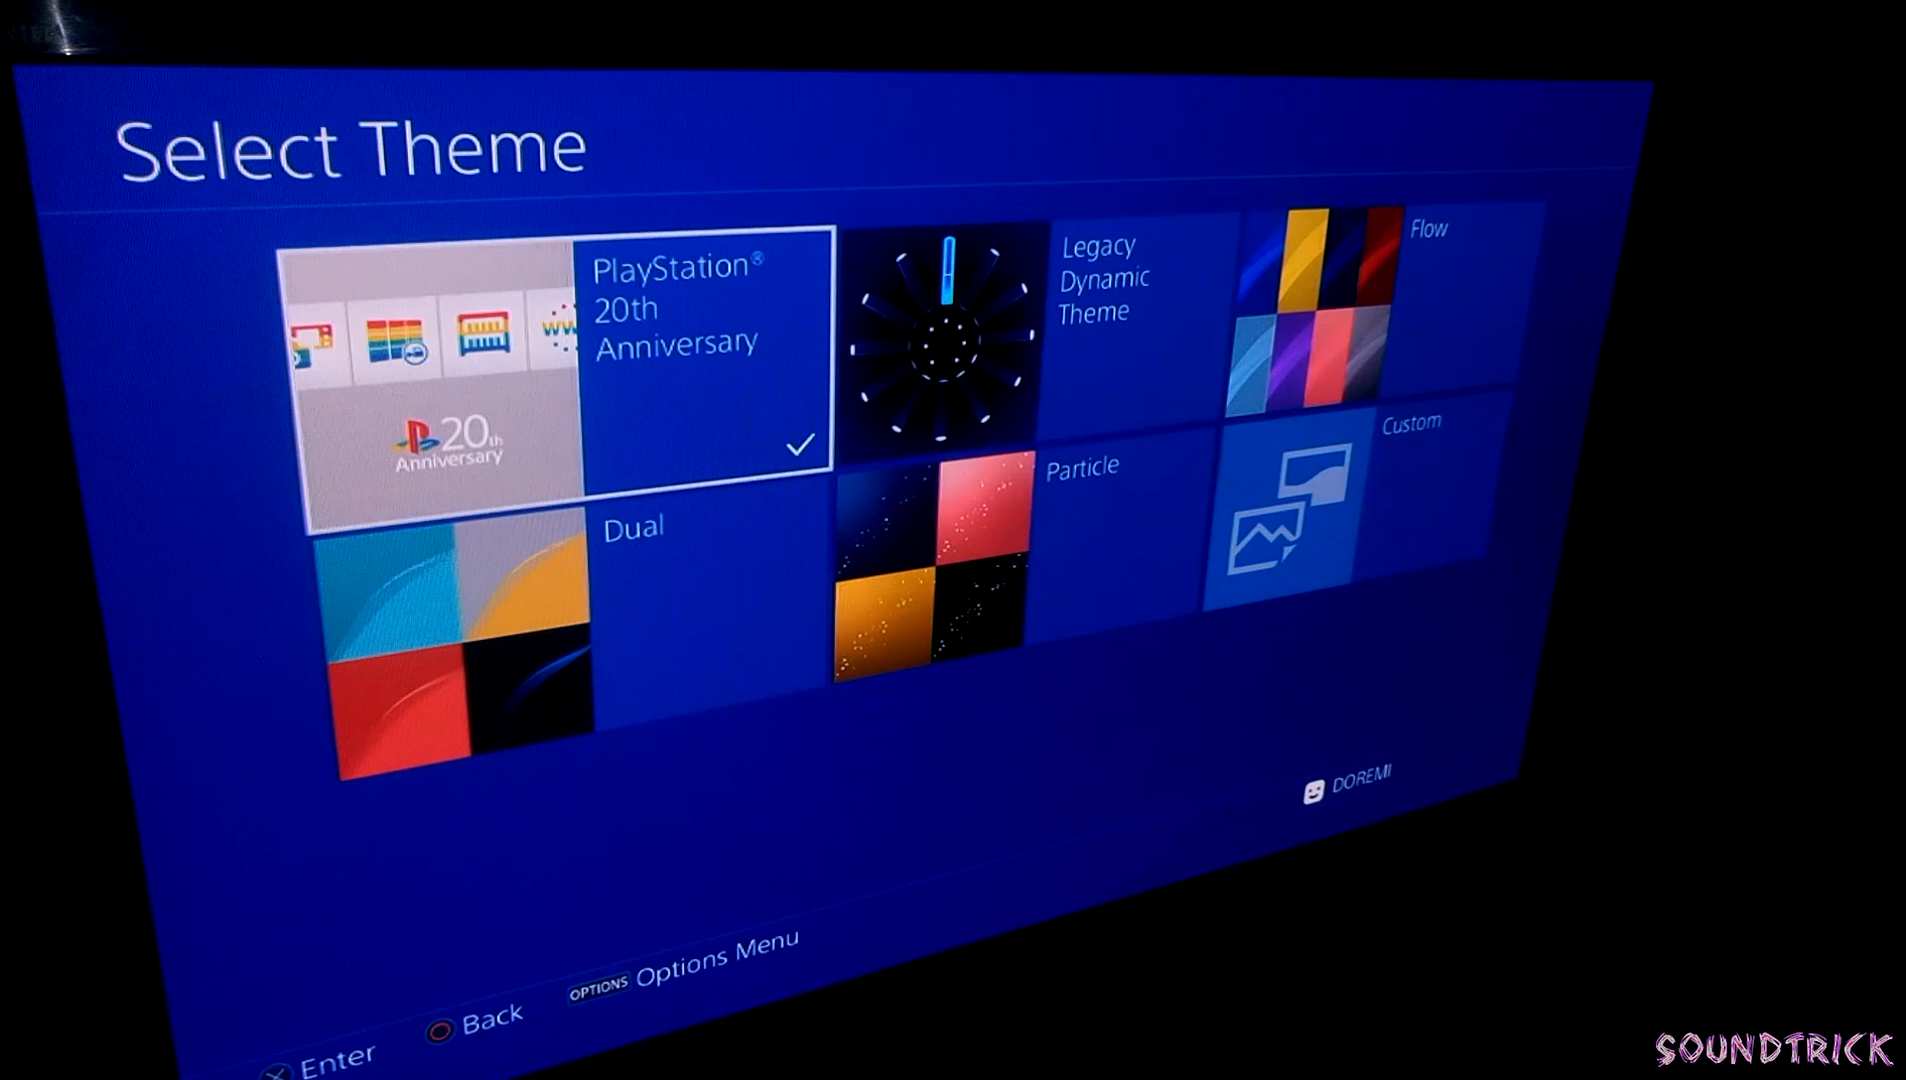 Select Theme
PlayStation®
20th
Anniversary
Legacy
Dynamic
Theme
Flow
WW
20th
Anniversary
Dual
Particle
Custom
DOREMI
Enter
Back
OPTIONS Options Menu
SOUNDTRICK